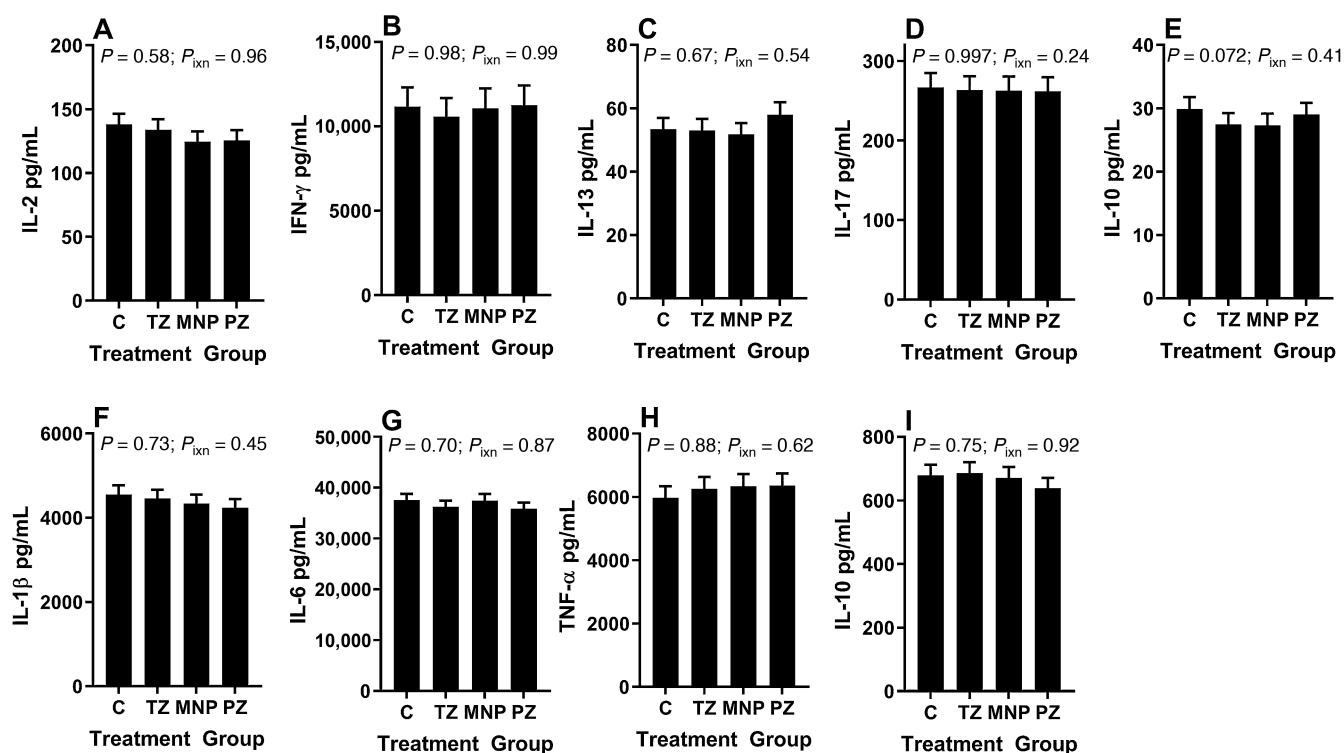 A
P = 0.58; Pixn = 0.96
IL-2 pg/mL
200
150
100
50
0
C TZ MNP PZ
Treatment Group
B
P = 0.98; Pixn = 0.99
IFN-γ pg/mL
15,000
10,000
5000
0
C TZ MNP PZ
Treatment Group
C
P = 0.67; Pixn = 0.54
IL-13 pg/mL
80
60
40
20
0
C TZ MNP PZ
Treatment Group
D
P = 0.997; Pixn = 0.24
IL-17 pg/mL
300
200
100
0
C TZ MNP PZ
Treatment Group
E
P = 0.072; Pixn = 0.41
IL-10 pg/mL
40
30
20
10
0
C TZ MNP PZ
Treatment Group
F
P = 0.73; Pixn = 0.45
IL-1β pg/mL
6000
4000
2000
0
C TZ MNP PZ
Treatment Group
G
P = 0.70; Pixn = 0.87
IL-6 pg/mL
50,000
40,000
30,000
20,000
10,000
0
C TZ MNP PZ
Treatment Group
H
P = 0.88; Pixn = 0.62
TNF-α pg/mL
8000
6000
4000
2000
0
C TZ MNP PZ
Treatment Group
I
P = 0.75; Pixn = 0.92
IL-10 pg/mL
800
600
400
200
0
C TZ MNP PZ
Treatment Group